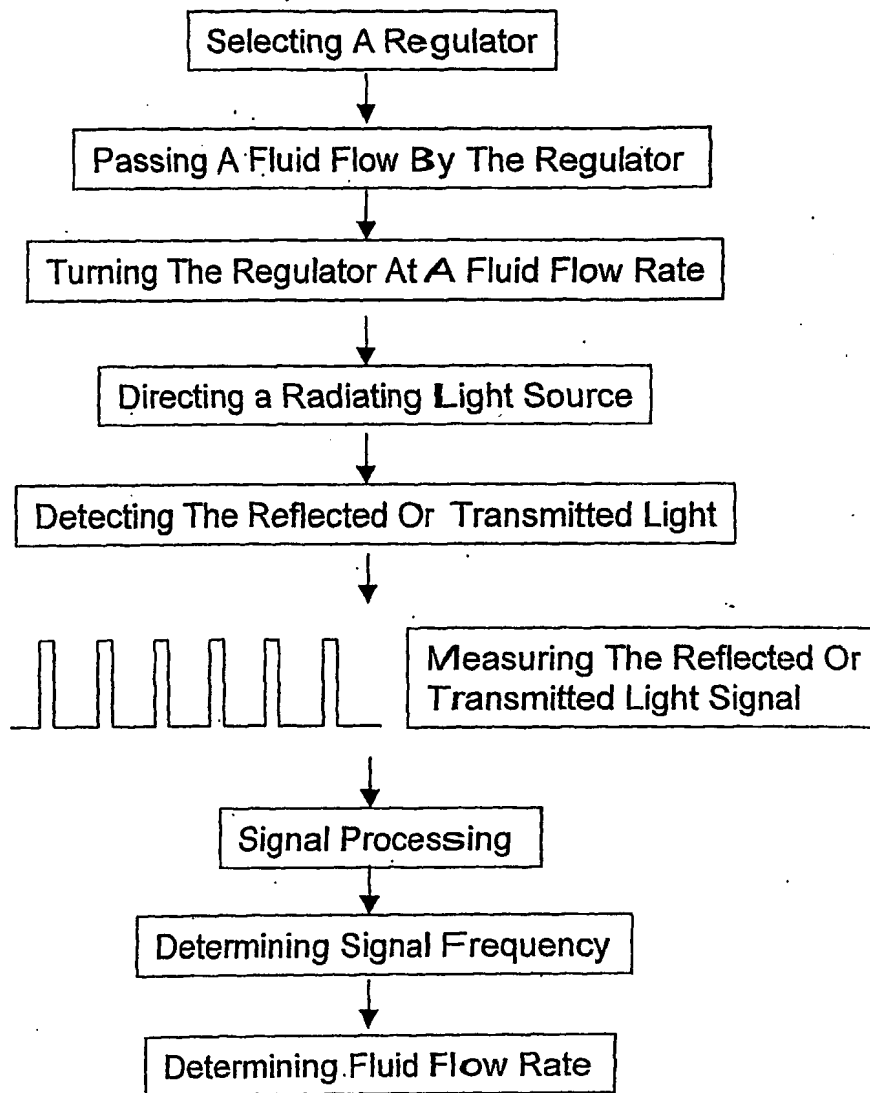 Selecting A Regulator
Passing A Fluid Flow By The Regulator
Turning The Regulator At A Fluid Flow Rate
Directing a Radiating Light Source
Detecting The Reflected Or Transmitted Light
Measuring The Reflected Or
Transmitted Light Signal
Signal Processing
Determining Signal Frequency
Determining Fluid Flow Rate